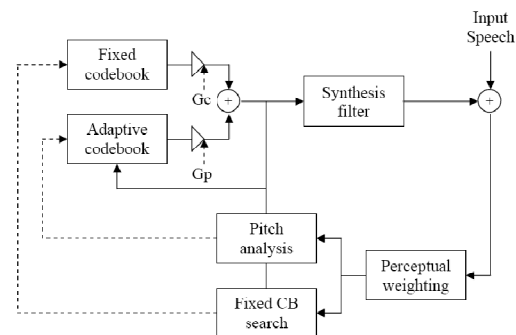 Input
Speech
Fixed
codebook
Gc
Synthesis
filter
+
+
Adaptive
codebook
Gp
Pitch
analysis
Perceptual
weighting
Fixed CB
search